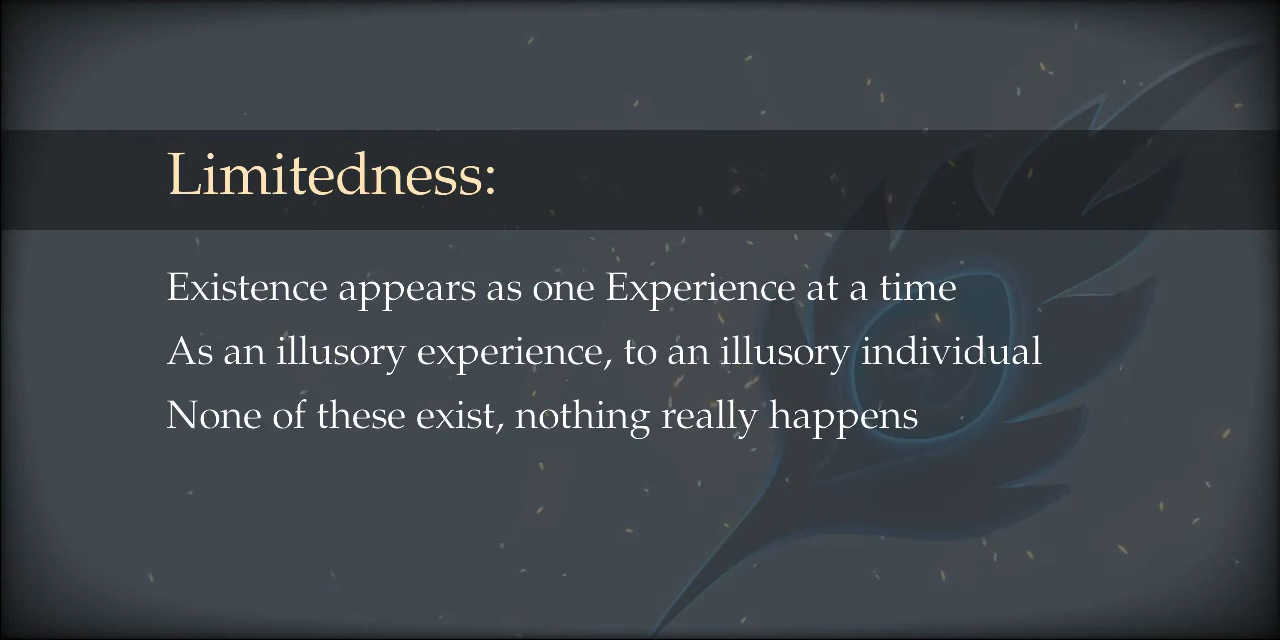 Limitedness:
Existence appears as one Experience at a time
As an illusory experience, to an illusory individual
None of these exist, nothing really happens